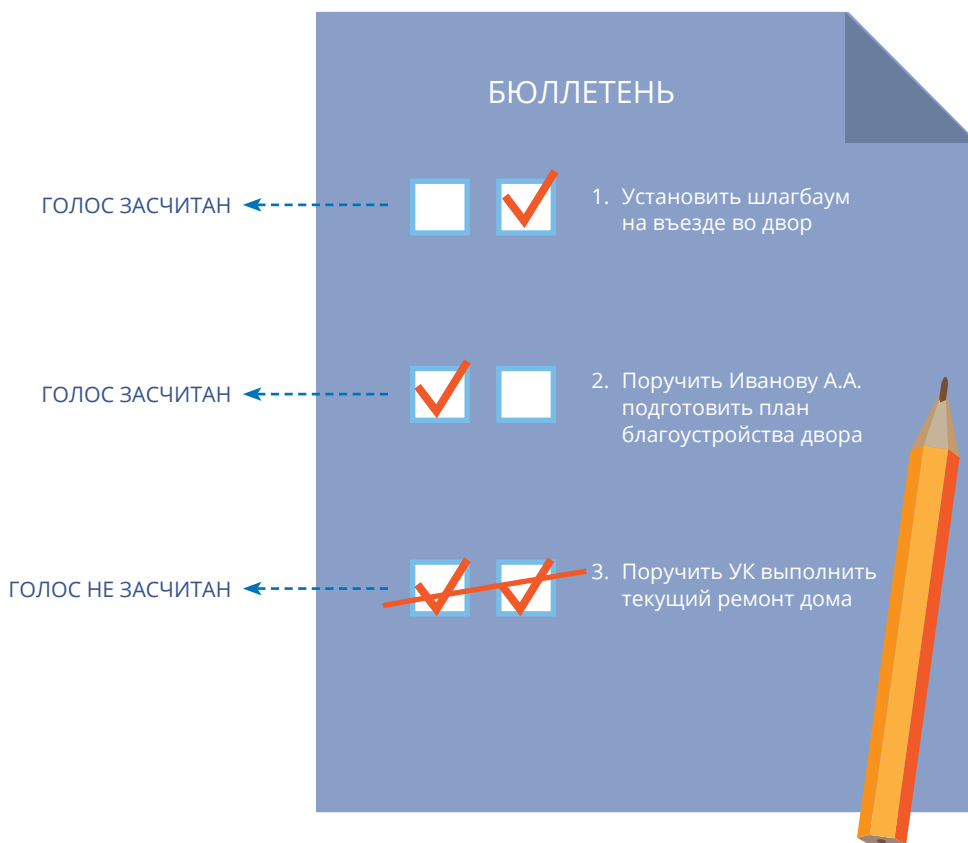 БЮЛЛЕТЕНЬ
ГОЛОС ЗАСЧИТАН
1. Установить шлагбаум
на въезде во двор
ГОЛОС ЗАСЧИТАН
2. Поручить Иванову А.А.
подготовить план
благоустройства двора
ГОЛОС НЕ ЗАСЧИТАН
3. Поручить УК выполнить
текущий ремонт дома